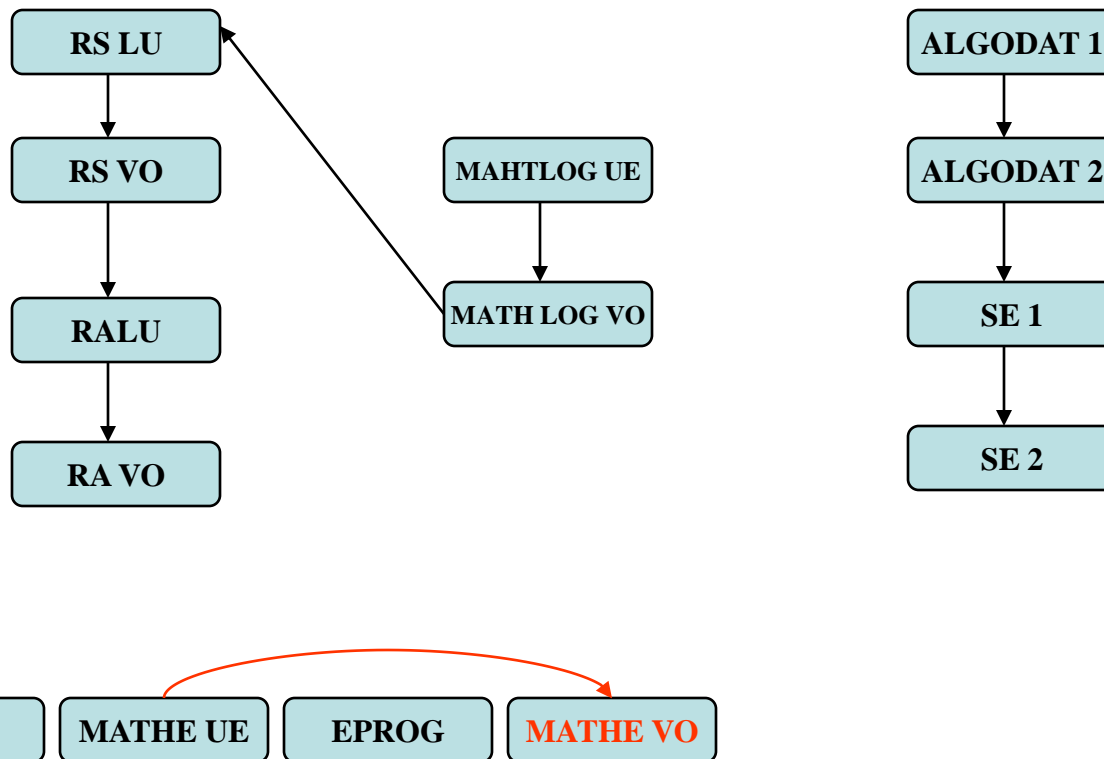 RS LU
ALGODAT 1
RS VO
MAHTLOG UE
ALGODAT 2
RALU
MATH LOG VO
SE 1
RA VO
SE 2
MATHE UE
EPROG
MATHE VO